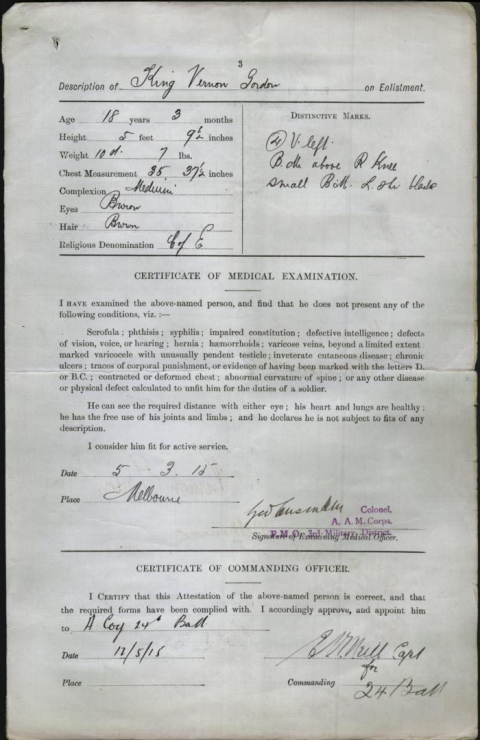 3
Description of King Vernon Gordon on Enlistment.
Age 18 years 3 months
Height 5 feet 9½ inches
Weight 10 st. 7 lbs.
Chest Measurement 35 37½ inches
Complexion Medium
Eyes Brown
Hair Brown
Religious Denomination C of E
Distinctive Marks.
④ V. left.
B.M above R Knee
small B.M. L. sh blade
CERTIFICATE OF MEDICAL EXAMINATION.
I have examined the above-named person, and find that he does not present any of the
following conditions, viz. :—
Scrofula ; phthisis ; syphilis ; impaired constitution ; defective intelligence ; defects
of vision, voice, or hearing ; hernia ; hæmorrhoids ; varicose veins, beyond a limited extent
marked varicocele with unusually pendent testicle ; inveterate cutaneous disease ; chronic
ulcers ; traces of corporal punishment, or evidence of having been marked with the letters D.
or B.C. ; contracted or deformed chest ; abnormal curvature of spine ; or any other disease
or physical defect calculated to unfit him for the duties of a soldier.
He can see the required distance with either eye ; his heart and lungs are healthy ;
he has the free use of his joints and limbs ; and he declares he is not subject to fits of any
description.
I consider him fit for active service.
Date 5 - 3. 15
Place Melbourne
Colonel,
A. A. M. Corps.
P.M.O. 3rd Military District.
Signature of Examining Medical Officer.
CERTIFICATE OF COMMANDING OFFICER.
I Certify that this Attestation of the above-named person is correct, and that
the required forms have been complied with. I accordingly approve, and appoint him
to A Coy 24th Batt
Date 12/5/15
Capt
for
Place
Commanding 24 Batt